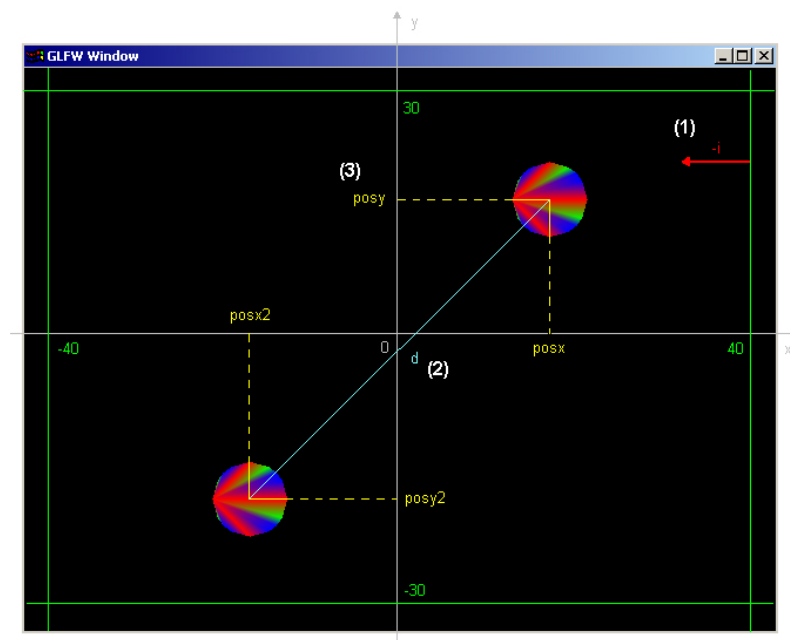 y
GLFW Window
30
(1)
-i
(3)
posy
posx2
-40
0
d
(2)
posx
40
x
posy2
-30